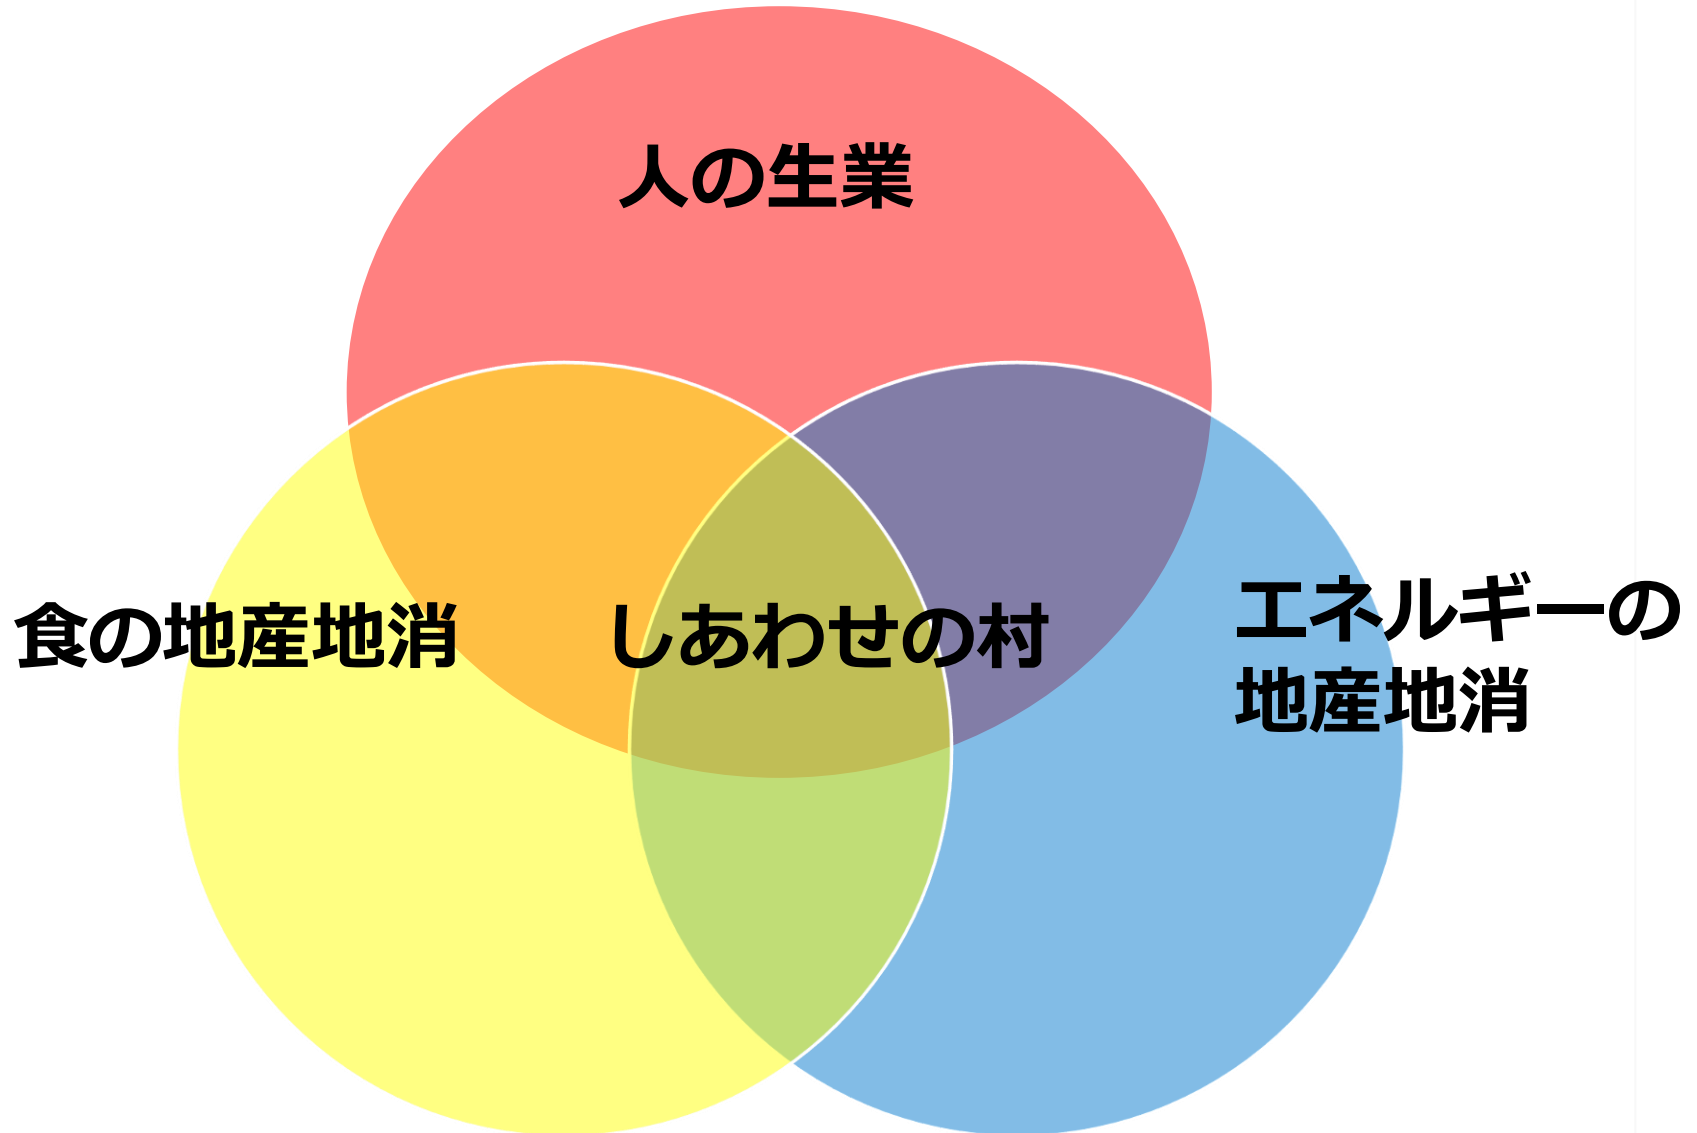 人の生業
食の地産地消
しあわせの村
エネルギーの
地産地消